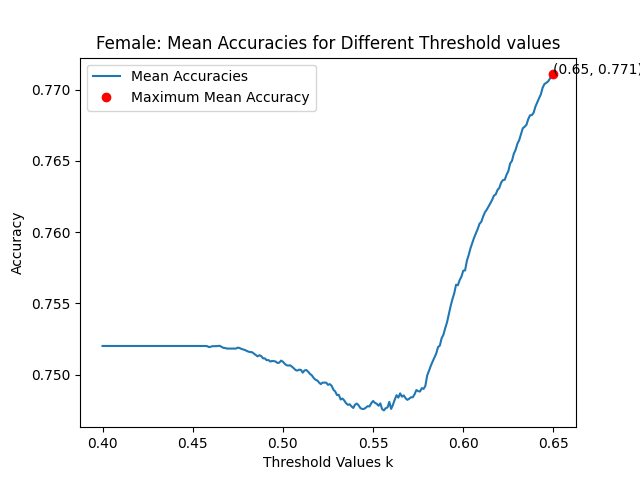 Female: Mean Accuracies for Different Threshold values
Mean Accuracies
Maximum Mean Accuracy
(0.65, 0.771)
0.770
0.765
0.760
0.755
0.750
Accuracy
0.40 0.45 0.50 0.55 0.60 0.65
Threshold Values k